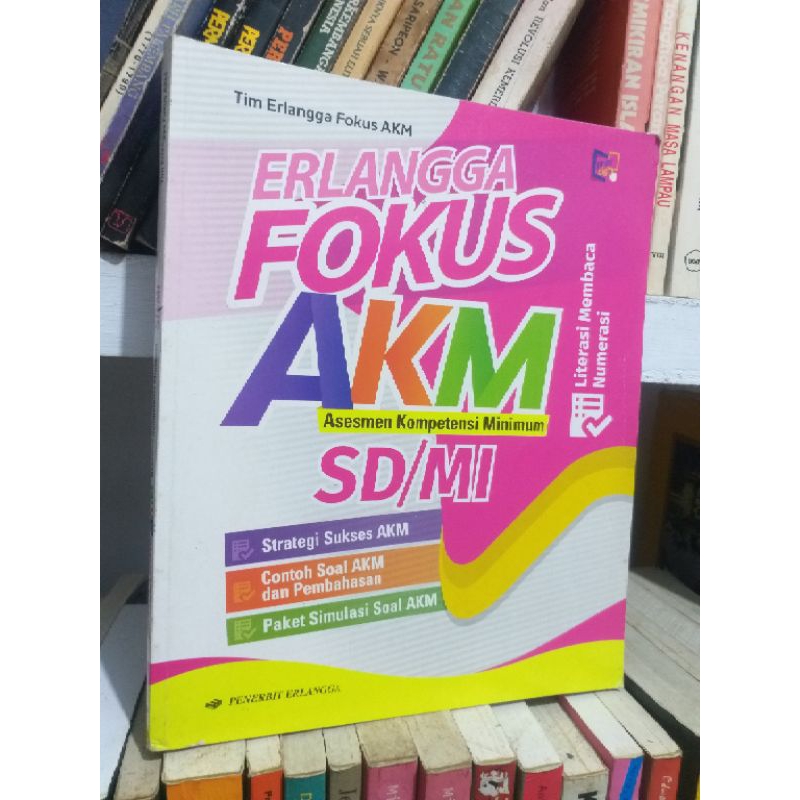 Tim Erlangga Fokus AKM
ERLANGGA
FOKUS
AKM
Asesmen Kompetensi Minimum
SD/MI
Literasi Membaca
Numerasi
Strategi Sukses AKM
Contoh Soal AKM
dan Pembahasan
Paket Simulasi Soal AKM
PENERBIT ERLANGGA
KENANGAN MASA LAMPAU